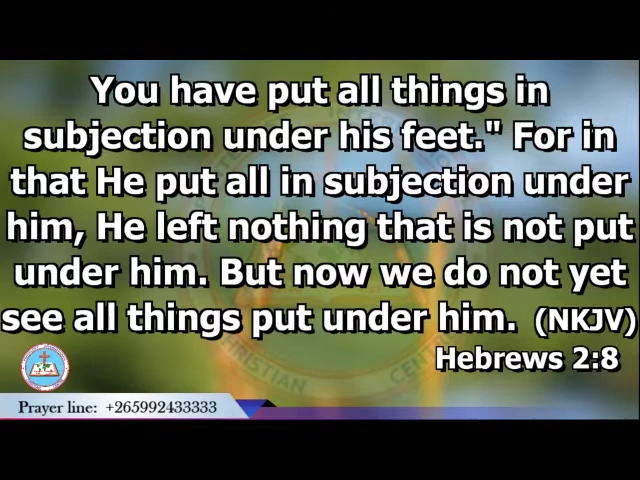 You have put all things in
subjection under his feet." For in
that He put all in subjection under
him, He left nothing that is not put
under him. But now we do not yet
see all things put under him. (NKJV)
Hebrews 2:8
CHRISTIAN CENTRE
Prayer line: +265992433333